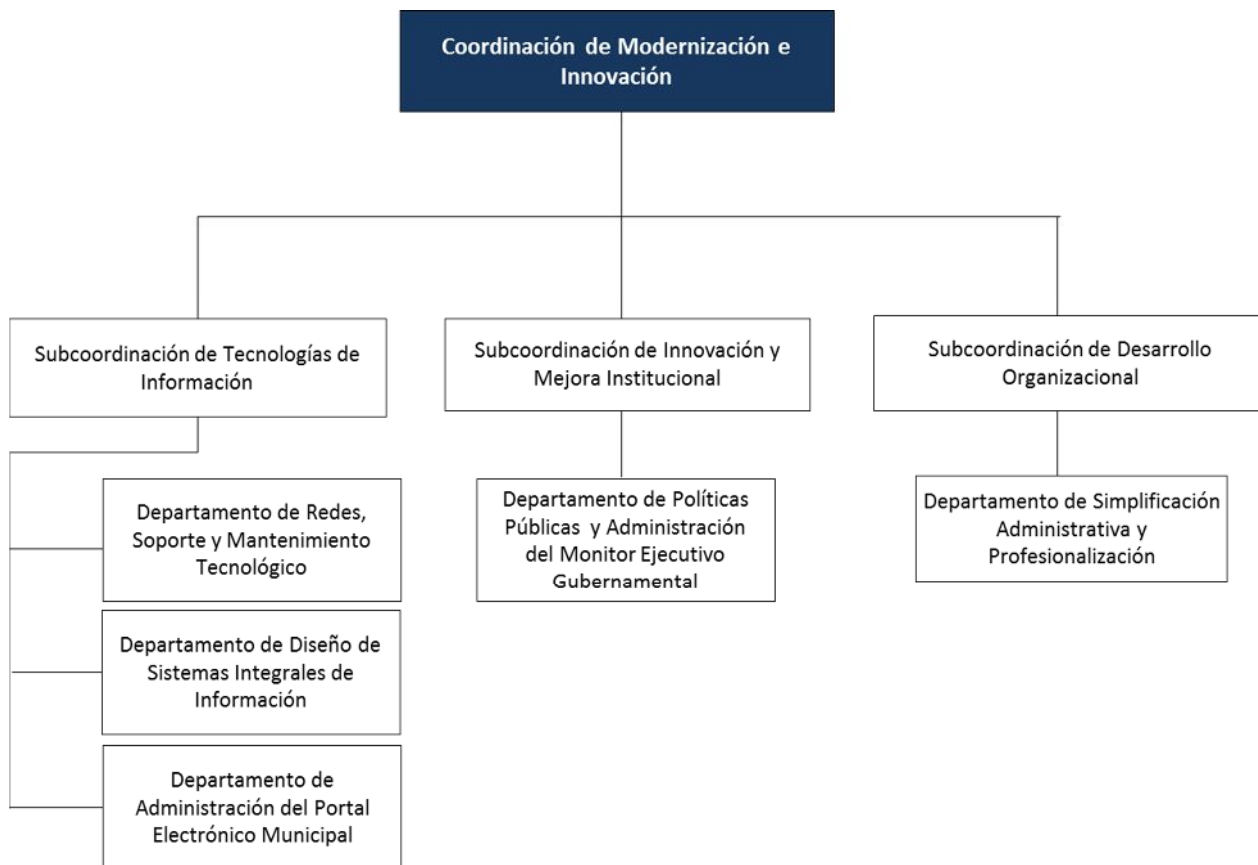 Coordinación de Modernización e
Innovación
Subcoordinación de Tecnologías de
Información
Subcoordinación de Innovación y
Mejora Institucional
Subcoordinación de Desarrollo
Organizacional
Departamento de Redes,
Soporte y Mantenimiento
Tecnológico
Departamento de Políticas
Públicas y Administración
del Monitor Ejecutivo
Gubernamental
Departamento de Simplificación
Administrativa y
Profesionalización
Departamento de Diseño de
Sistemas Integrales de
Información
Departamento de
Administración del Portal
Electrónico Municipal